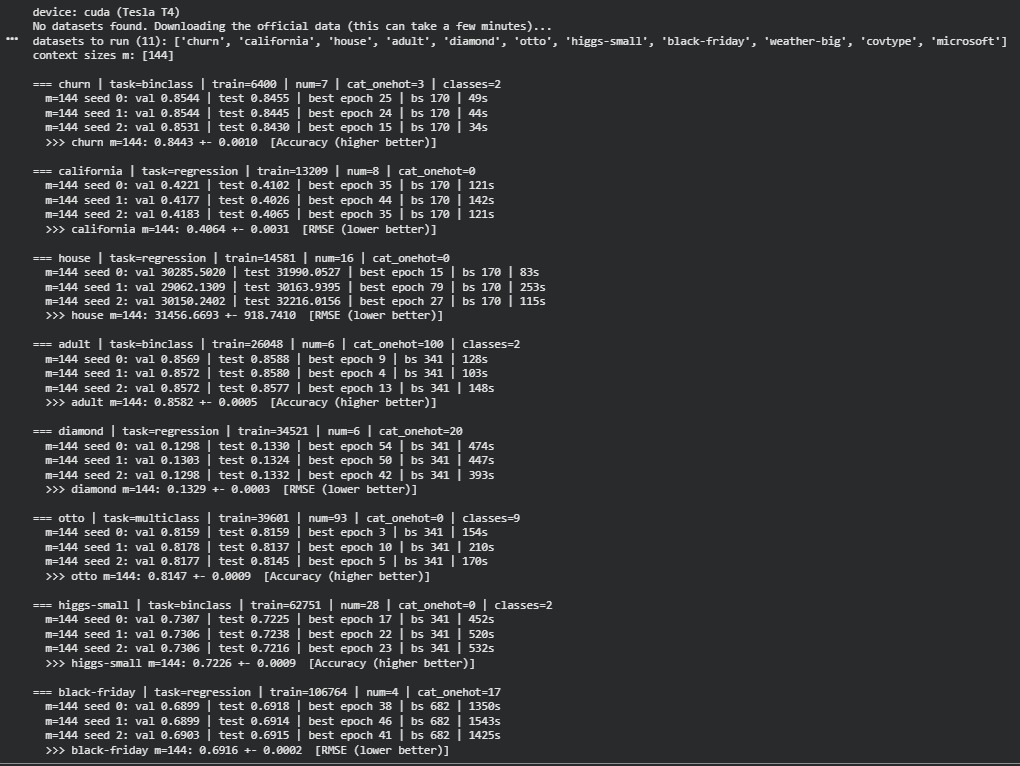 device: cuda (Tesla T4)
No datasets found. Downloading the official data (this can take a few minutes)...
datasets to run (11): ['churn', 'california', 'house', 'adult', 'diamond', 'otto', 'higgs-small', 'black-friday', 'weather-big', 'covtype', 'microsoft']
context sizes m: [144]

=== churn | task=binclass | train=6400 | num=7 | cat_onehot=3 | classes=2
m=144 seed 0: val 0.8544 | test 0.8455 | best epoch 25 | bs 170 | 49s
m=144 seed 1: val 0.8544 | test 0.8445 | best epoch 24 | bs 170 | 44s
m=144 seed 2: val 0.8531 | test 0.8430 | best epoch 15 | bs 170 | 34s
>>> churn m=144: 0.8443 +- 0.0010 [Accuracy (higher better)]

=== california | task=regression | train=13209 | num=8 | cat_onehot=0
m=144 seed 0: val 0.4221 | test 0.4102 | best epoch 35 | bs 170 | 121s
m=144 seed 1: val 0.4177 | test 0.4026 | best epoch 44 | bs 170 | 142s
m=144 seed 2: val 0.4183 | test 0.4065 | best epoch 35 | bs 170 | 121s
>>> california m=144: 0.4064 +- 0.0031 [RMSE (lower better)]

=== house | task=regression | train=14581 | num=16 | cat_onehot=0
m=144 seed 0: val 30285.5020 | test 31990.0527 | best epoch 15 | bs 170 | 83s
m=144 seed 1: val 29062.1309 | test 30163.9395 | best epoch 79 | bs 170 | 253s
m=144 seed 2: val 30150.2402 | test 32216.0156 | best epoch 27 | bs 170 | 115s
>>> house m=144: 31456.6693 +- 918.7410 [RMSE (lower better)]

=== adult | task=binclass | train=26048 | num=6 | cat_onehot=100 | classes=2
m=144 seed 0: val 0.8569 | test 0.8588 | best epoch 9 | bs 341 | 128s
m=144 seed 1: val 0.8572 | test 0.8580 | best epoch 4 | bs 341 | 103s
m=144 seed 2: val 0.8572 | test 0.8577 | best epoch 13 | bs 341 | 148s
>>> adult m=144: 0.8582 +- 0.0005 [Accuracy (higher better)]

=== diamond | task=regression | train=34521 | num=6 | cat_onehot=20
m=144 seed 0: val 0.1298 | test 0.1330 | best epoch 54 | bs 341 | 474s
m=144 seed 1: val 0.1303 | test 0.1324 | best epoch 50 | bs 341 | 447s
m=144 seed 2: val 0.1298 | test 0.1332 | best epoch 42 | bs 341 | 393s
>>> diamond m=144: 0.1329 +- 0.0003 [RMSE (lower better)]

=== otto | task=multiclass | train=39601 | num=93 | cat_onehot=0 | classes=9
m=144 seed 0: val 0.8159 | test 0.8159 | best epoch 3 | bs 341 | 154s
m=144 seed 1: val 0.8178 | test 0.8137 | best epoch 10 | bs 341 | 210s
m=144 seed 2: val 0.8177 | test 0.8145 | best epoch 5 | bs 341 | 170s
>>> otto m=144: 0.8147 +- 0.0009 [Accuracy (higher better)]

=== higgs-small | task=binclass | train=62751 | num=28 | cat_onehot=0 | classes=2
m=144 seed 0: val 0.7307 | test 0.7225 | best epoch 17 | bs 341 | 452s
m=144 seed 1: val 0.7306 | test 0.7238 | best epoch 22 | bs 341 | 520s
m=144 seed 2: val 0.7306 | test 0.7216 | best epoch 23 | bs 341 | 532s
>>> higgs-small m=144: 0.7226 +- 0.0009 [Accuracy (higher better)]

=== black-friday | task=regression | train=106764 | num=4 | cat_onehot=17
m=144 seed 0: val 0.6899 | test 0.6918 | best epoch 38 | bs 682 | 1350s
m=144 seed 1: val 0.6899 | test 0.6914 | best epoch 46 | bs 682 | 1543s
m=144 seed 2: val 0.6903 | test 0.6915 | best epoch 41 | bs 682 | 1425s
>>> black-friday m=144: 0.6916 +- 0.0002 [RMSE (lower better)]